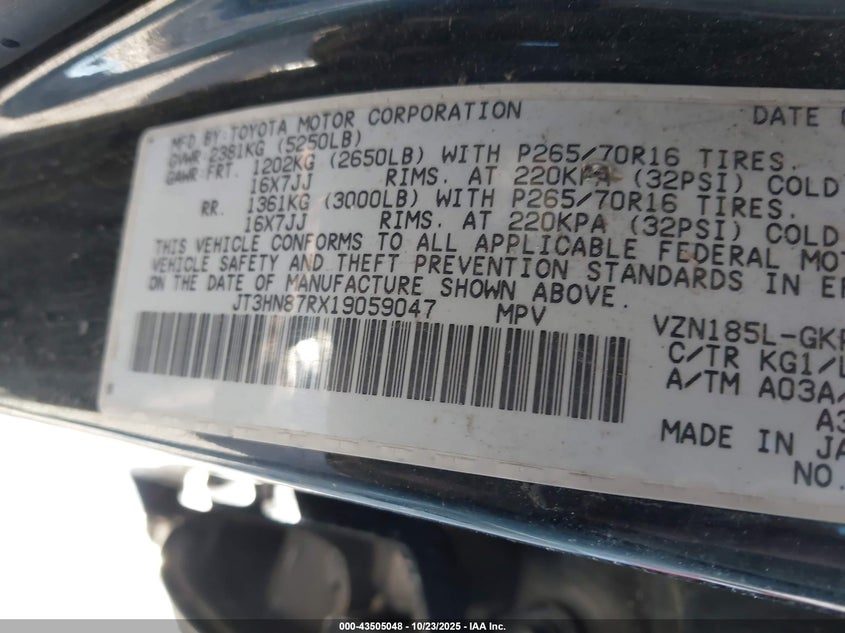 MFD BY:TOYOTA MOTOR CORPORATION DATE
GVWR:2381KG (5250LB)
GAWR:FRT. 1202KG (2650LB) WITH P265/70R16 TIRES.
16X7JJ RIMS. AT 220KPA (32PSI) COLD
RR. 1361KG (3000LB) WITH P265/70R16 TIRES.
16X7JJ RIMS. AT 220KPA (32PSI) COLD
THIS VEHICLE CONFORMS TO ALL APPLICABLE FEDERAL
VEHICLE SAFETY AND THEFT PREVENTION STANDARDS IN
ON THE DATE OF MANUFACTURE SHOWN ABOVE.
JT3HN87RX19059047 MPV VZN185L-GK
C/TR KG1/
A/TM A03A/
A3
MADE IN JA
NO.
000-43505048 - 10/23/2025 - IAA Inc.